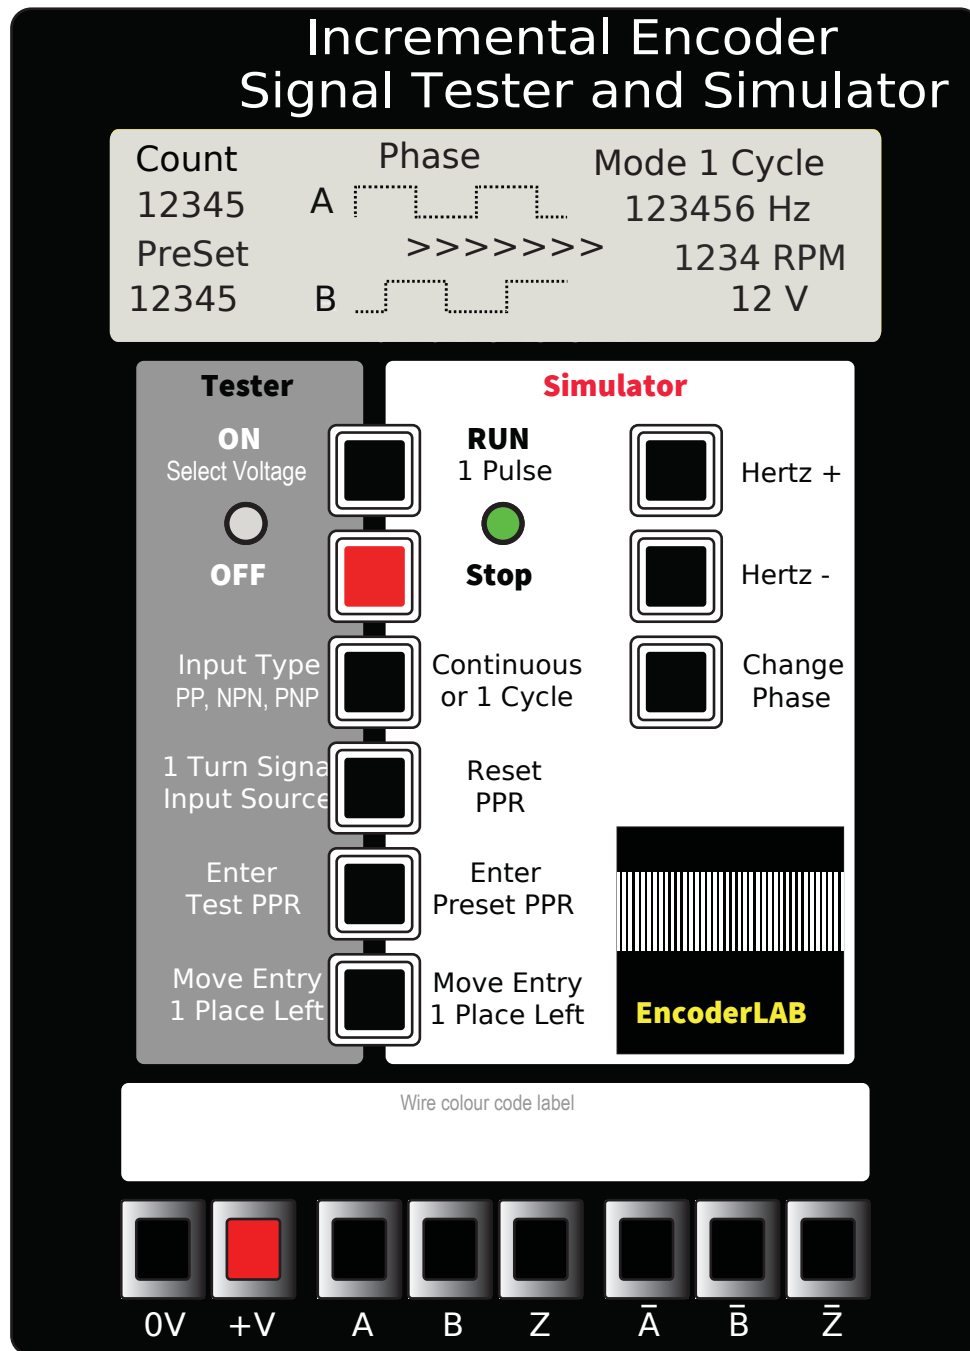 Incremental Encoder
Signal Tester and Simulator
Count
12345
PreSet
12345
Phase
A
>>>>>>>
B
Mode 1 Cycle
123456 Hz
1234 RPM
12 V
Tester
ON
Select Voltage
OFF
Input Type
PP, NPN, PNP
1 Turn Signa
Input Source
Enter
Test PPR
Move Entry
1 Place Left
Simulator
RUN
1 Pulse
Stop
Continuous
or 1 Cycle
Reset
PPR
Enter
Preset PPR
Move Entry
1 Place Left
Hertz +
Hertz -
Change
Phase
EncoderLAB
Wire colour code label
0V +V A B Z A̅ B̅ Z̅